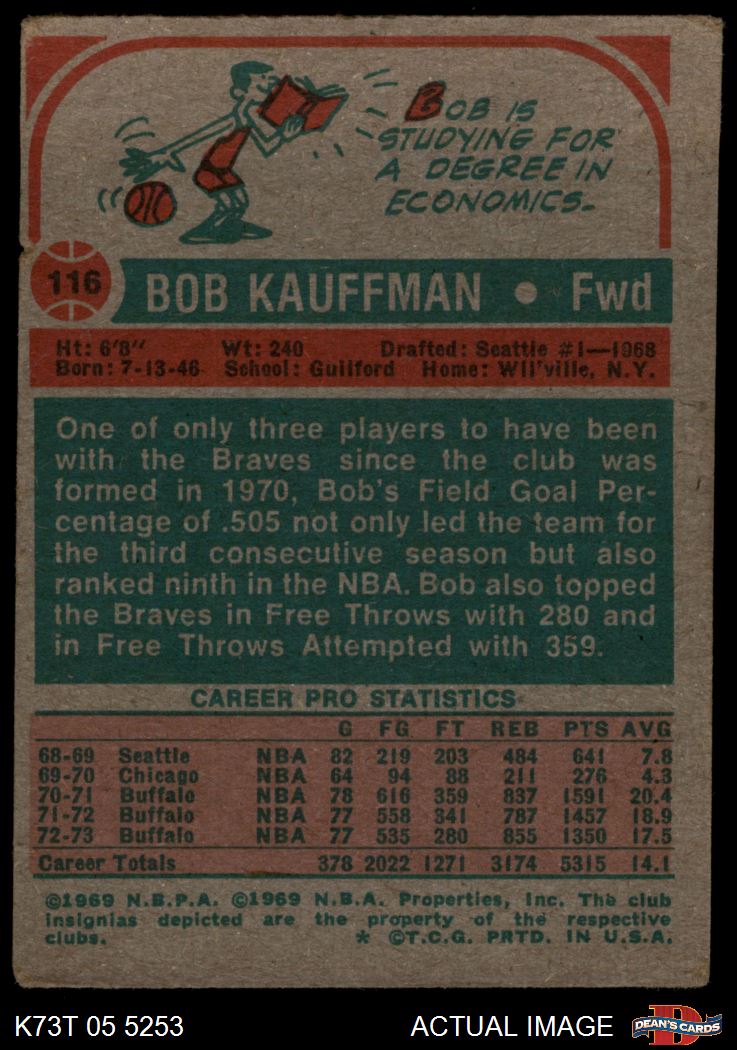 BOB IS
STUDYING FOR
A DEGREE IN
ECONOMICS.
116
BOB KAUFFMAN • Fwd
Ht: 6'8" Wt: 240 Drafted: Seattle #1—1968
Born: 7-13-46 School: Guilford Home: Wll'ville, N.Y.
One of only three players to have been
with the Braves since the club was
formed in 1970, Bob's Field Goal Per-
centage of .505 not only led the team for
the third consecutive season but also
ranked ninth in the NBA. Bob also topped
the Braves in Free Throws with 280 and
in Free Throws Attempted with 359.
CAREER PRO STATISTICS
G FG FT REB PTS AVG
68-69 Seattle NBA 82 219 203 484 641 7.8
69-70 Chicago NBA 64 94 88 211 276 4.3
70-71 Buffalo NBA 78 616 359 837 1591 20.4
71-72 Buffalo NBA 77 558 341 787 1457 18.9
72-73 Buffalo NBA 77 535 280 855 1350 17.5
Career Totals 378 2022 1271 3174 5315 14.1
©1969 N.B.P.A. ©1969 N.B.A. Properties, Inc. The club
insignias depicted are the property of the respective
clubs. * ©T.C.G. PRTD. IN U.S.A.
K73T 05 5253 ACTUAL IMAGE DEAN'S CARDS